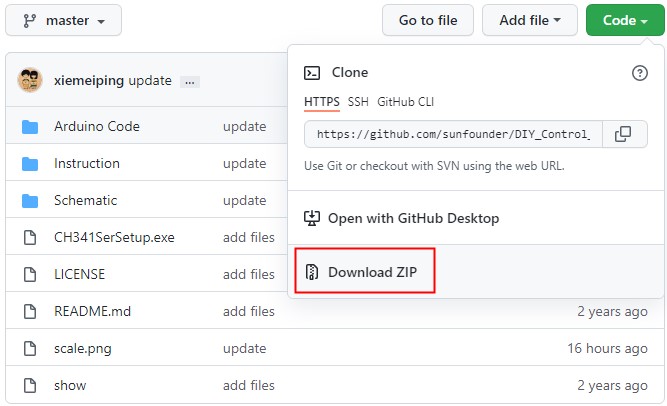 master
Go to file
Add file
Code
xiemeiping update ...
Clone
HTTPS SSH GitHub CLI
https://github.com/sunfounder/DIY_Control_
Use Git or checkout with SVN using the web URL.
Open with GitHub Desktop
Download ZIP
Arduino Code update
Instruction update
Schematic update
CH341SerSetup.exe add files
LICENSE add files
README.md add files 2 years ago
scale.png update 16 hours ago
show add files 2 years ago